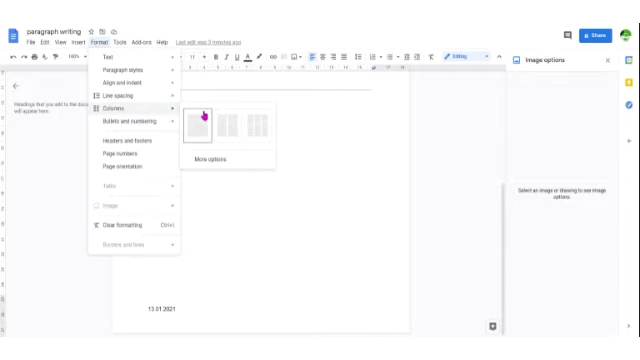 paragraph writing
File Edit View Insert Format Tools Add-ons Help Last edit was 3 minutes ago
Share
100%
11
B I U A
Editing
Image options
Text
Paragraph styles
Align and indent
Line spacing
Columns
Bullets and numbering
Headers and footers
Page numbers
Page orientation
Table
Image
Clear formatting
Borders and lines
More options
Headings that you add to the docu
will appear here.
Select an image or drawing to see image
options.
13.01.2021